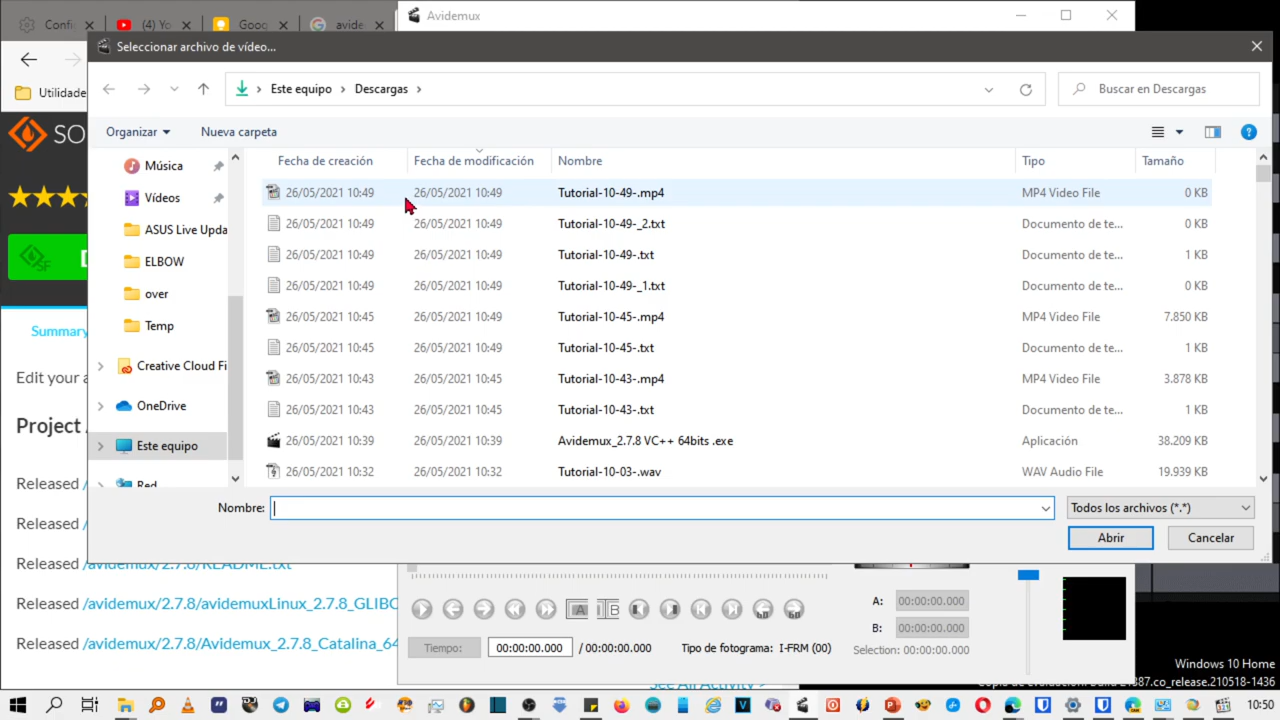 Confi
(4) Yo
Goog
avide
Avidemux
Seleccionar archivo de vídeo...
Utilidade
Este equipo
Descargas
Buscar en Descargas
Organizar
Nueva carpeta
SO
Música
Vídeos
ASUS Live Upda
ELBOW
over
Temp
Creative Cloud Fi
OneDrive
Este equipo
Red
Fecha de creación Fecha de modificación Nombre Tipo Tamaño
26/05/2021 10:49 26/05/2021 10:49 Tutorial-10-49-.mp4 MP4 Video File 0 KB
26/05/2021 10:49 26/05/2021 10:49 Tutorial-10-49-_2.txt Documento de te... 0 KB
26/05/2021 10:49 26/05/2021 10:49 Tutorial-10-49-.txt Documento de te... 1 KB
26/05/2021 10:49 26/05/2021 10:49 Tutorial-10-49-_1.txt Documento de te... 0 KB
26/05/2021 10:45 26/05/2021 10:49 Tutorial-10-45-.mp4 MP4 Video File 7.850 KB
26/05/2021 10:45 26/05/2021 10:49 Tutorial-10-45-.txt Documento de te... 1 KB
26/05/2021 10:43 26/05/2021 10:45 Tutorial-10-43-.mp4 MP4 Video File 3.878 KB
26/05/2021 10:43 26/05/2021 10:45 Tutorial-10-43-.txt Documento de te... 1 KB
26/05/2021 10:39 26/05/2021 10:39 Avidemux_2.7.8 VC++ 64bits .exe Aplicación 38.209 KB
26/05/2021 10:32 26/05/2021 10:32 Tutorial-10-03-.wav WAV Audio File 19.939 KB
Nombre:
Todos los archivos (*.*)
Abrir
Cancelar
D
Summary
Edit your a
Project
Released /
Released /
Released /avidemux/2.7.8/README.txt
Released /avidemux/2.7.8/avidemuxLinux_2.7.8_GLIBC
Released /avidemux/2.7.8/Avidemux_2.7.8_Catalina_64
See All Activity >
A
B
60
60
A: 00:00:00.000
B: 00:00:00.000
Tiempo: 00:00:00.000 / 00:00:00.000 Tipo de fotograma: I-FRM (00) Selection: 00:00:00.000
Windows 10 Home
10:50